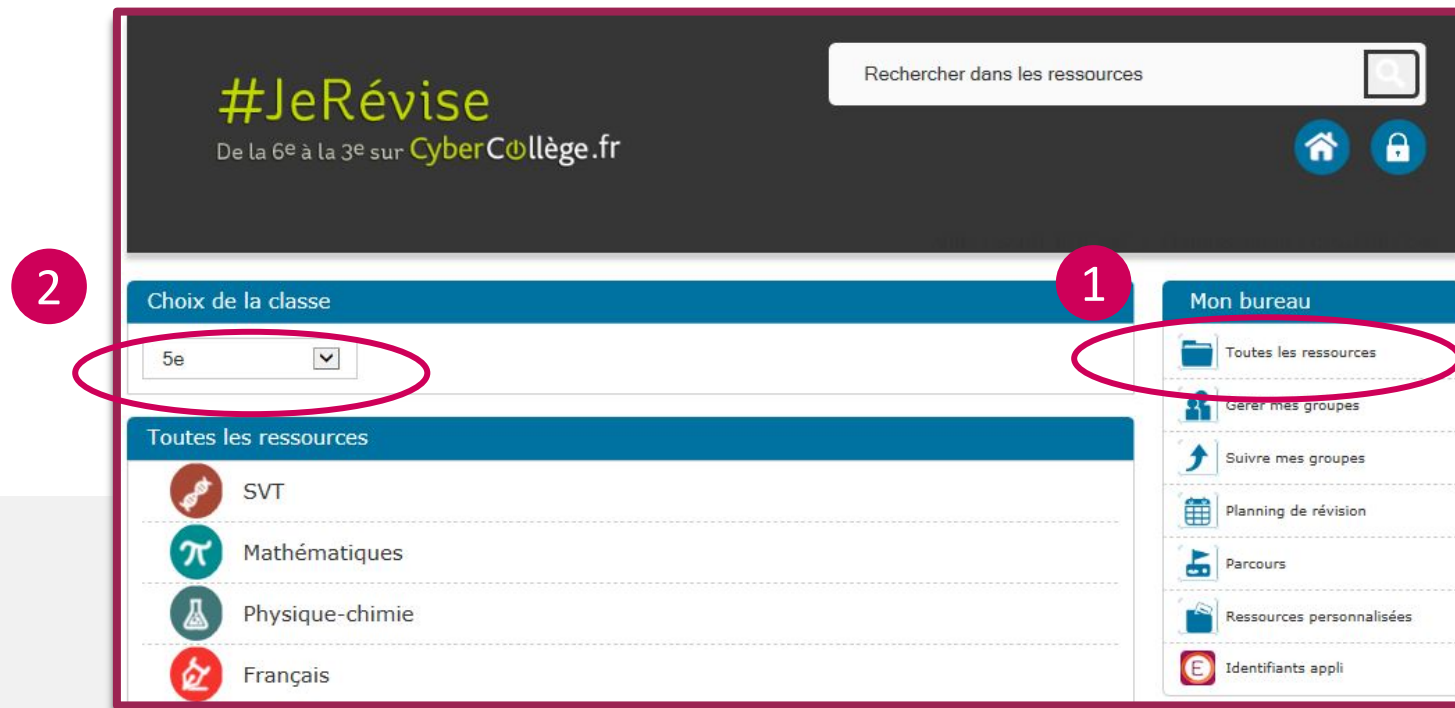 #JeRévise
De la 6e à la 3e sur CyberCollège.fr
Rechercher dans les ressources
2
Choix de la classe
5e
Toutes les ressources
SVT
Mathématiques
Physique-chimie
Français
1
Mon bureau
Toutes les ressources
Gérer mes groupes
Suivre mes groupes
Planning de révision
Parcours
Ressources personnalisées
E Identifiants appli